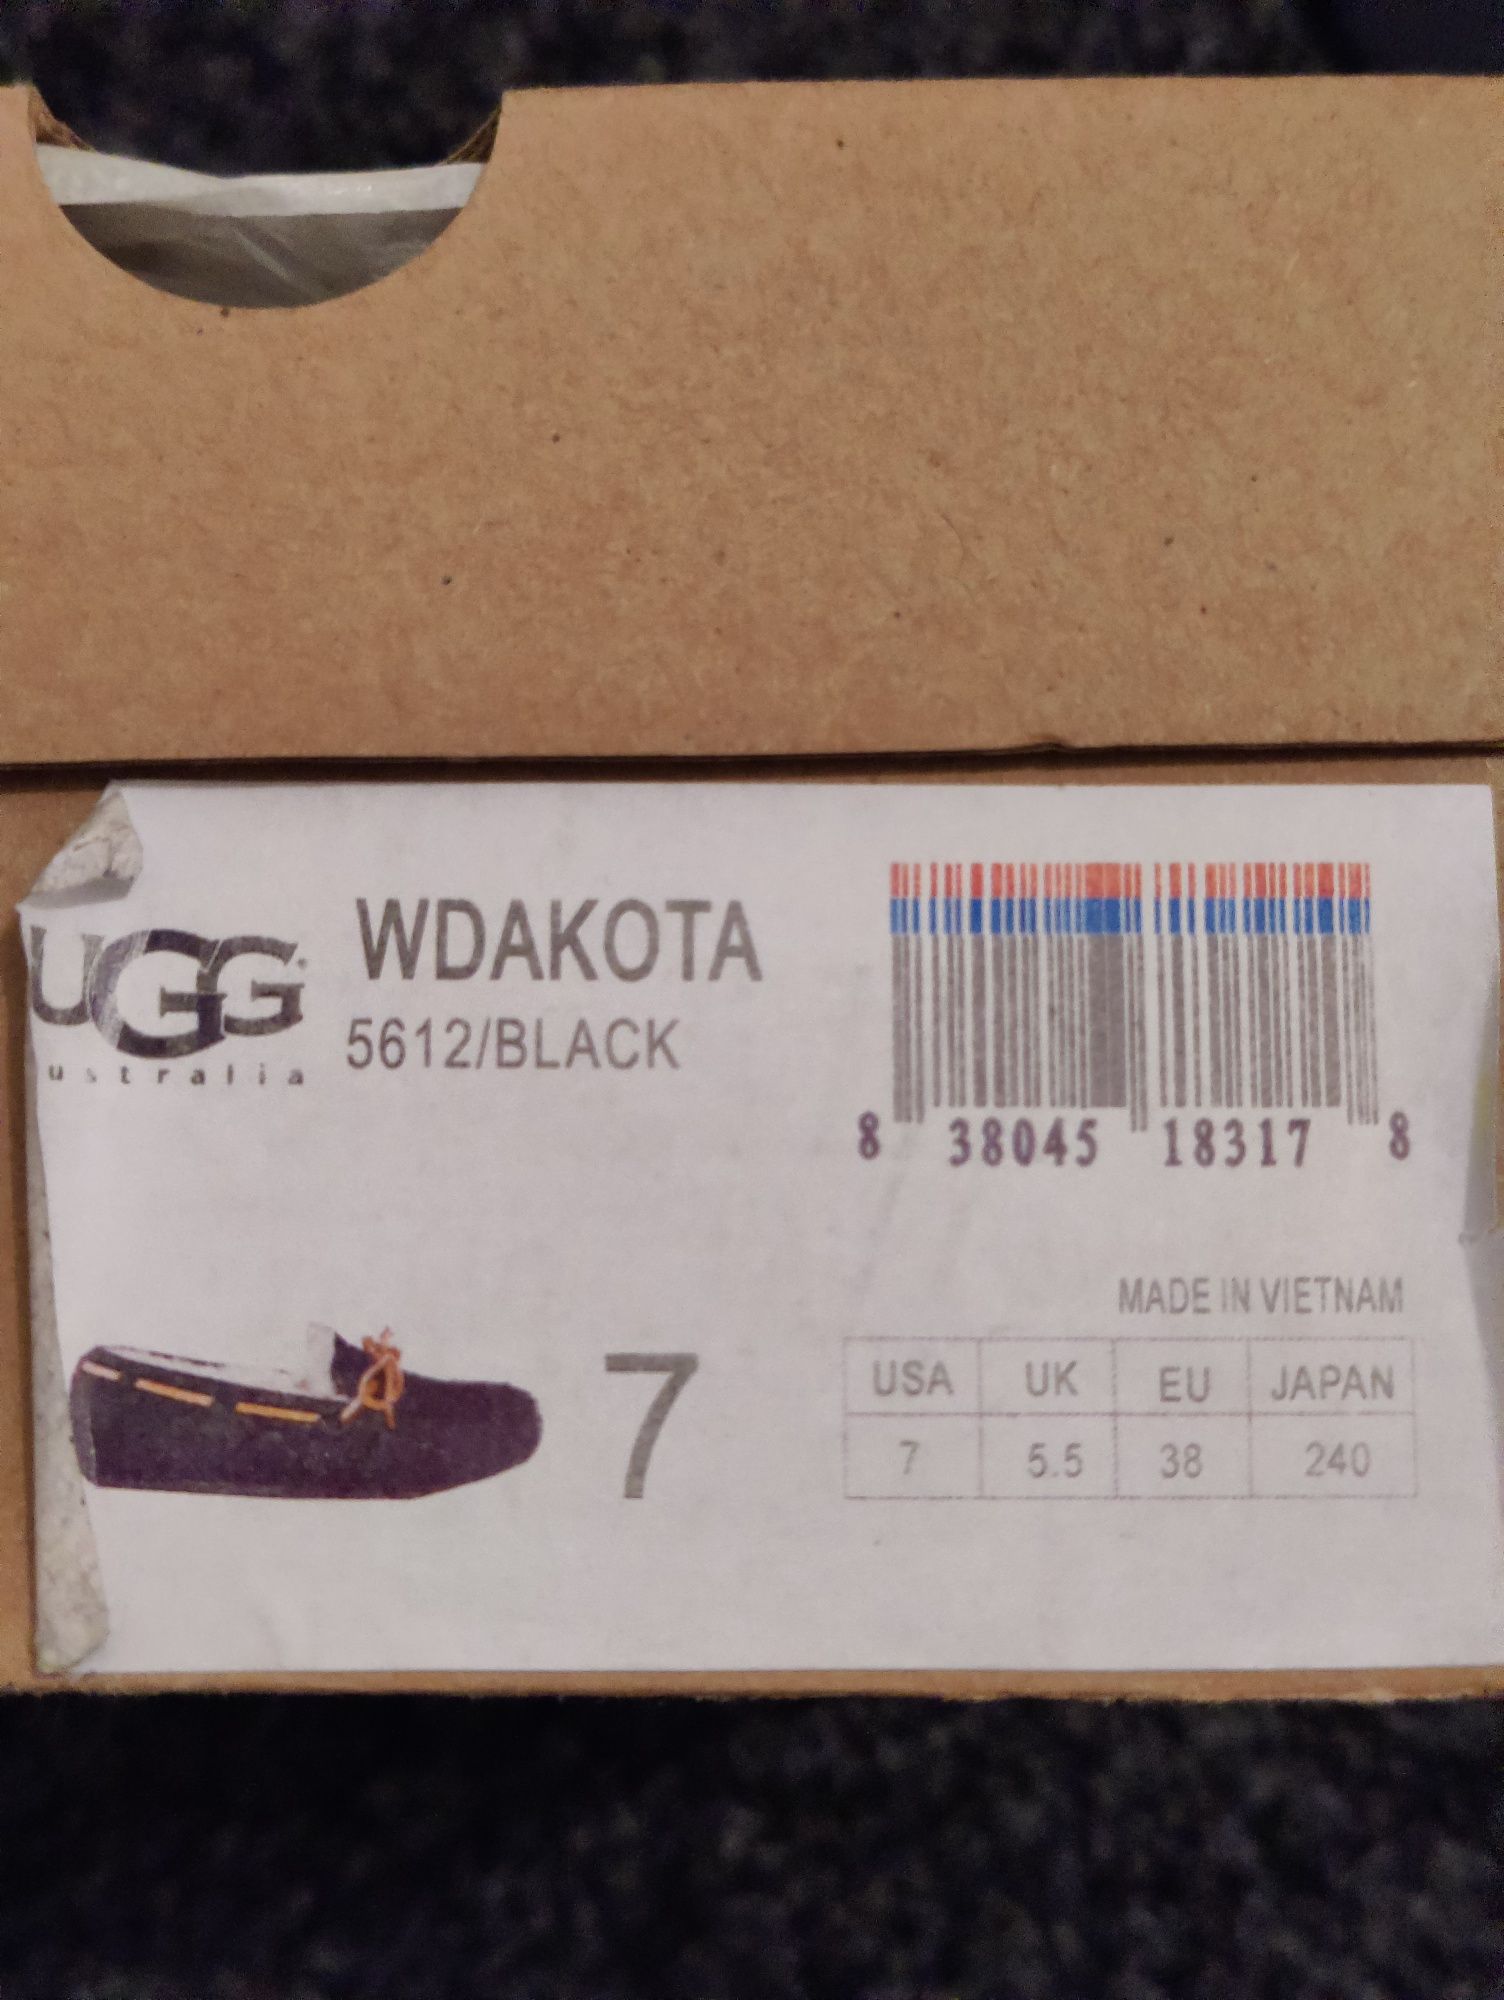 UGG
ustralia
WDAKOTA
5612/BLACK
8 38045 18317 8
MADE IN VIETNAM
7
USA UK EU JAPAN
7 5.5 38 240